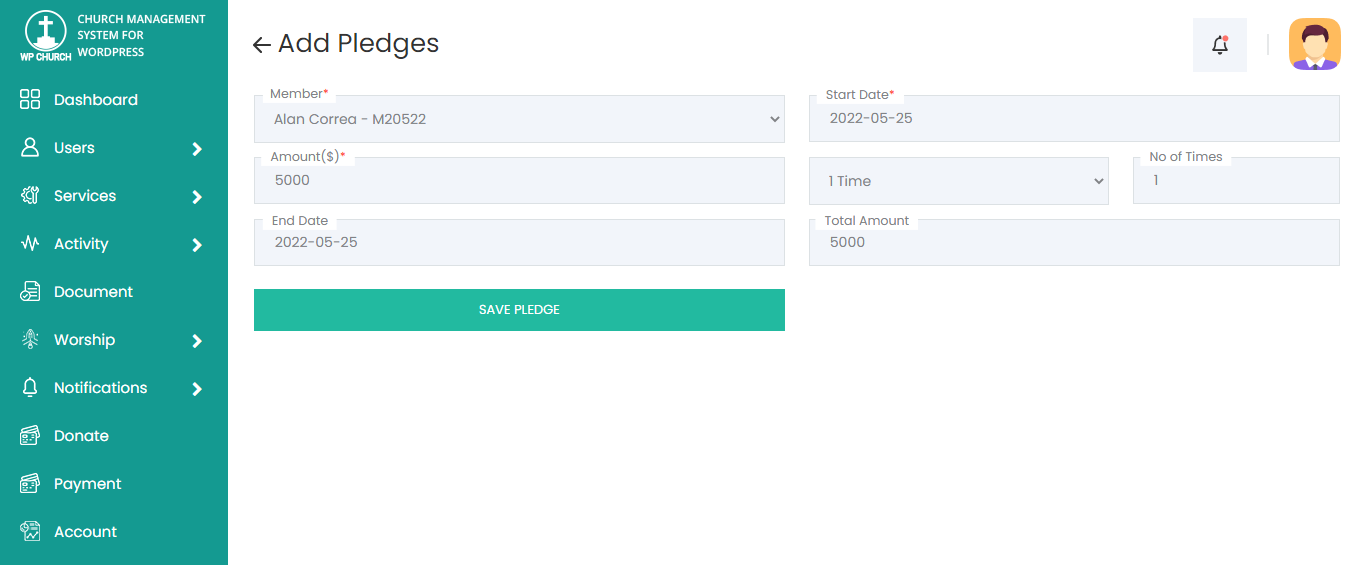 CHURCH MANAGEMENT
SYSTEM FOR
WORDPRESS
WP CHURCH
Dashboard
Users
Services
Activity
Document
Worship
Notifications
Donate
Payment
Account
Add Pledges
Member*
Alan Correa - M20522
Start Date*
2022-05-25
Amount($)*
5000
1 Time
No of Times
1
End Date
2022-05-25
Total Amount
5000
SAVE PLEDGE